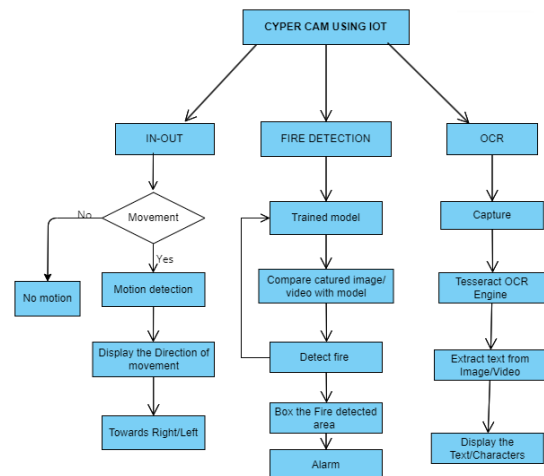 CYPER CAM USING IOT
IN-OUT
FIRE DETECTION
OCR
No
Movement
Trained model
Capture
Yes
No motion
Motion detection
Compare catured image/
video with model
Tesseract OCR
Engine
Display the Direction of
movement
Detect fire
Extract text from
Image/Video
Towards Right/Left
Box the Fire detected
area
Alarm
Display the
Text/Characters